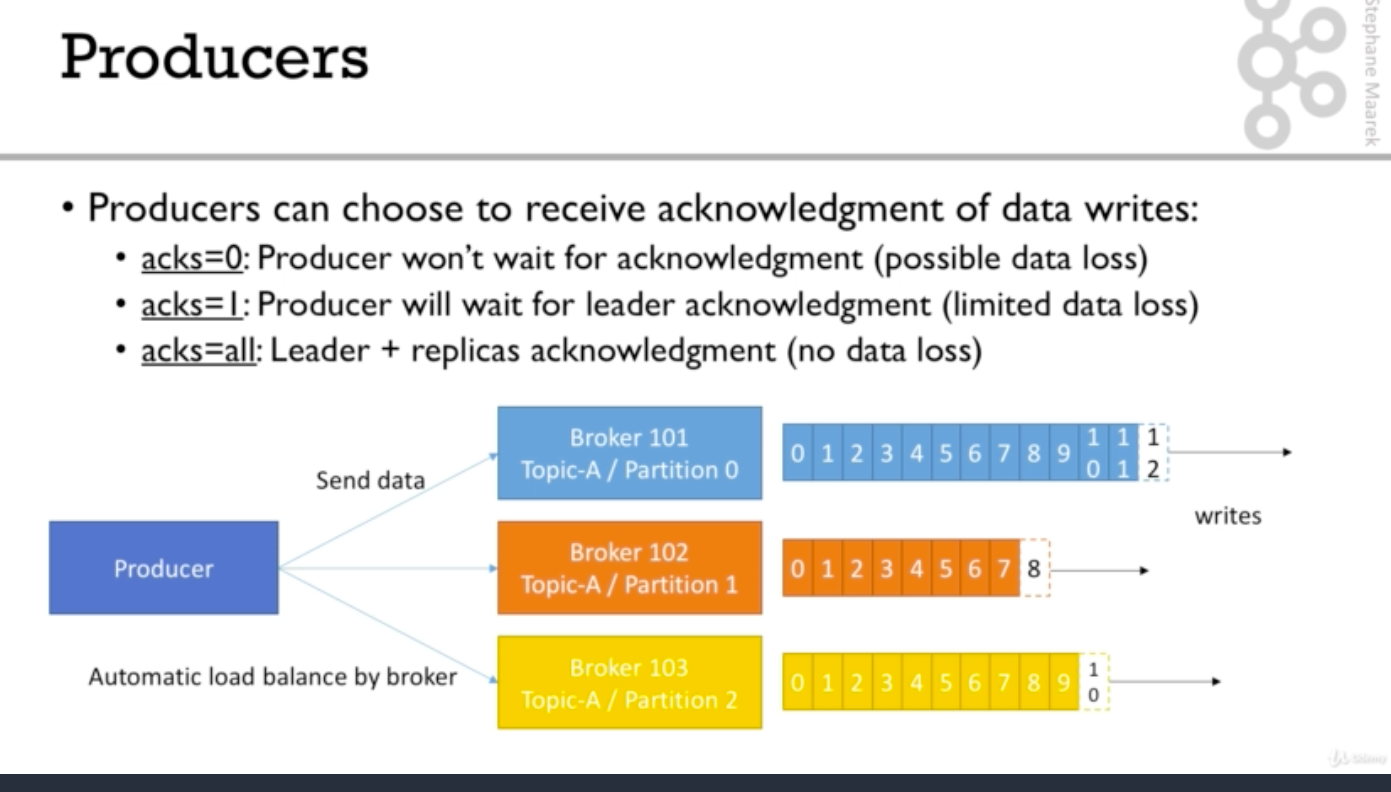 Producers
Stephane Maarek
• Producers can choose to receive acknowledgment of data writes:
• acks=0: Producer won't wait for acknowledgment (possible data loss)
• acks=1: Producer will wait for leader acknowledgment (limited data loss)
• acks=all: Leader + replicas acknowledgment (no data loss)
Send data
Producer
Automatic load balance by broker
Broker 101
Topic-A / Partition 0
0 1 2 3 4 5 6 7 8 9 10 11 12
writes
Broker 102
Topic-A / Partition 1
0 1 2 3 4 5 6 7 8
Broker 103
Topic-A / Partition 2
0 1 2 3 4 5 6 7 8 9 10
Udemy